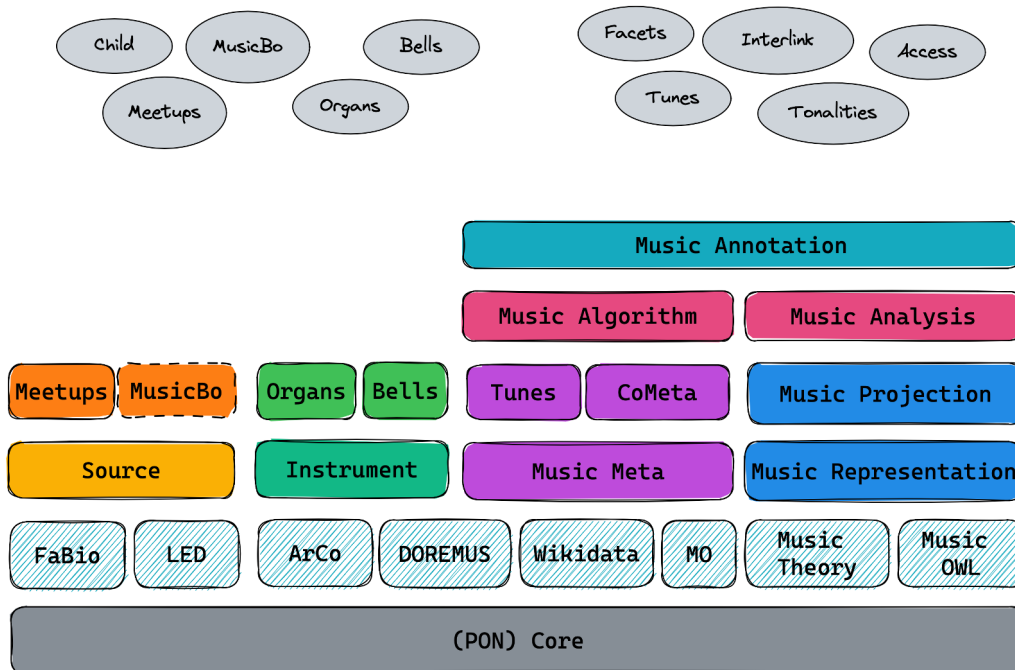 Child
MusicBo
Bells
Meetups
Organs
Facets
Interlink
Access
Tunes
Tonalities
Music Annotation
Music Algorithm
Music Analysis
Meetups
MusicBo
Organs
Bells
Tunes
CoMeta
Music Projection
Source
Instrument
Music Meta
Music Representation
FaBio
LED
ArCo
DOREMUS
Wikidata
MO
Music
Theory
Music
OWL
(PON) Core